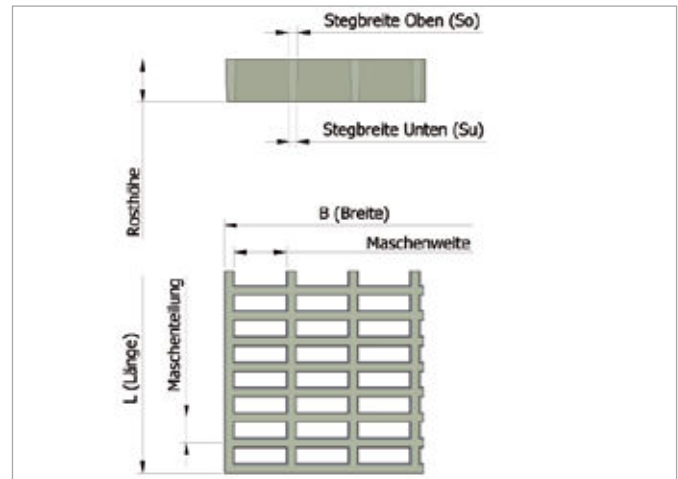 Stegbreite Oben (So)
Stegbreite Unten (Su)
Rosthöhe
B (Breite)
Maschenweite
Maschenteilung
L (Länge)